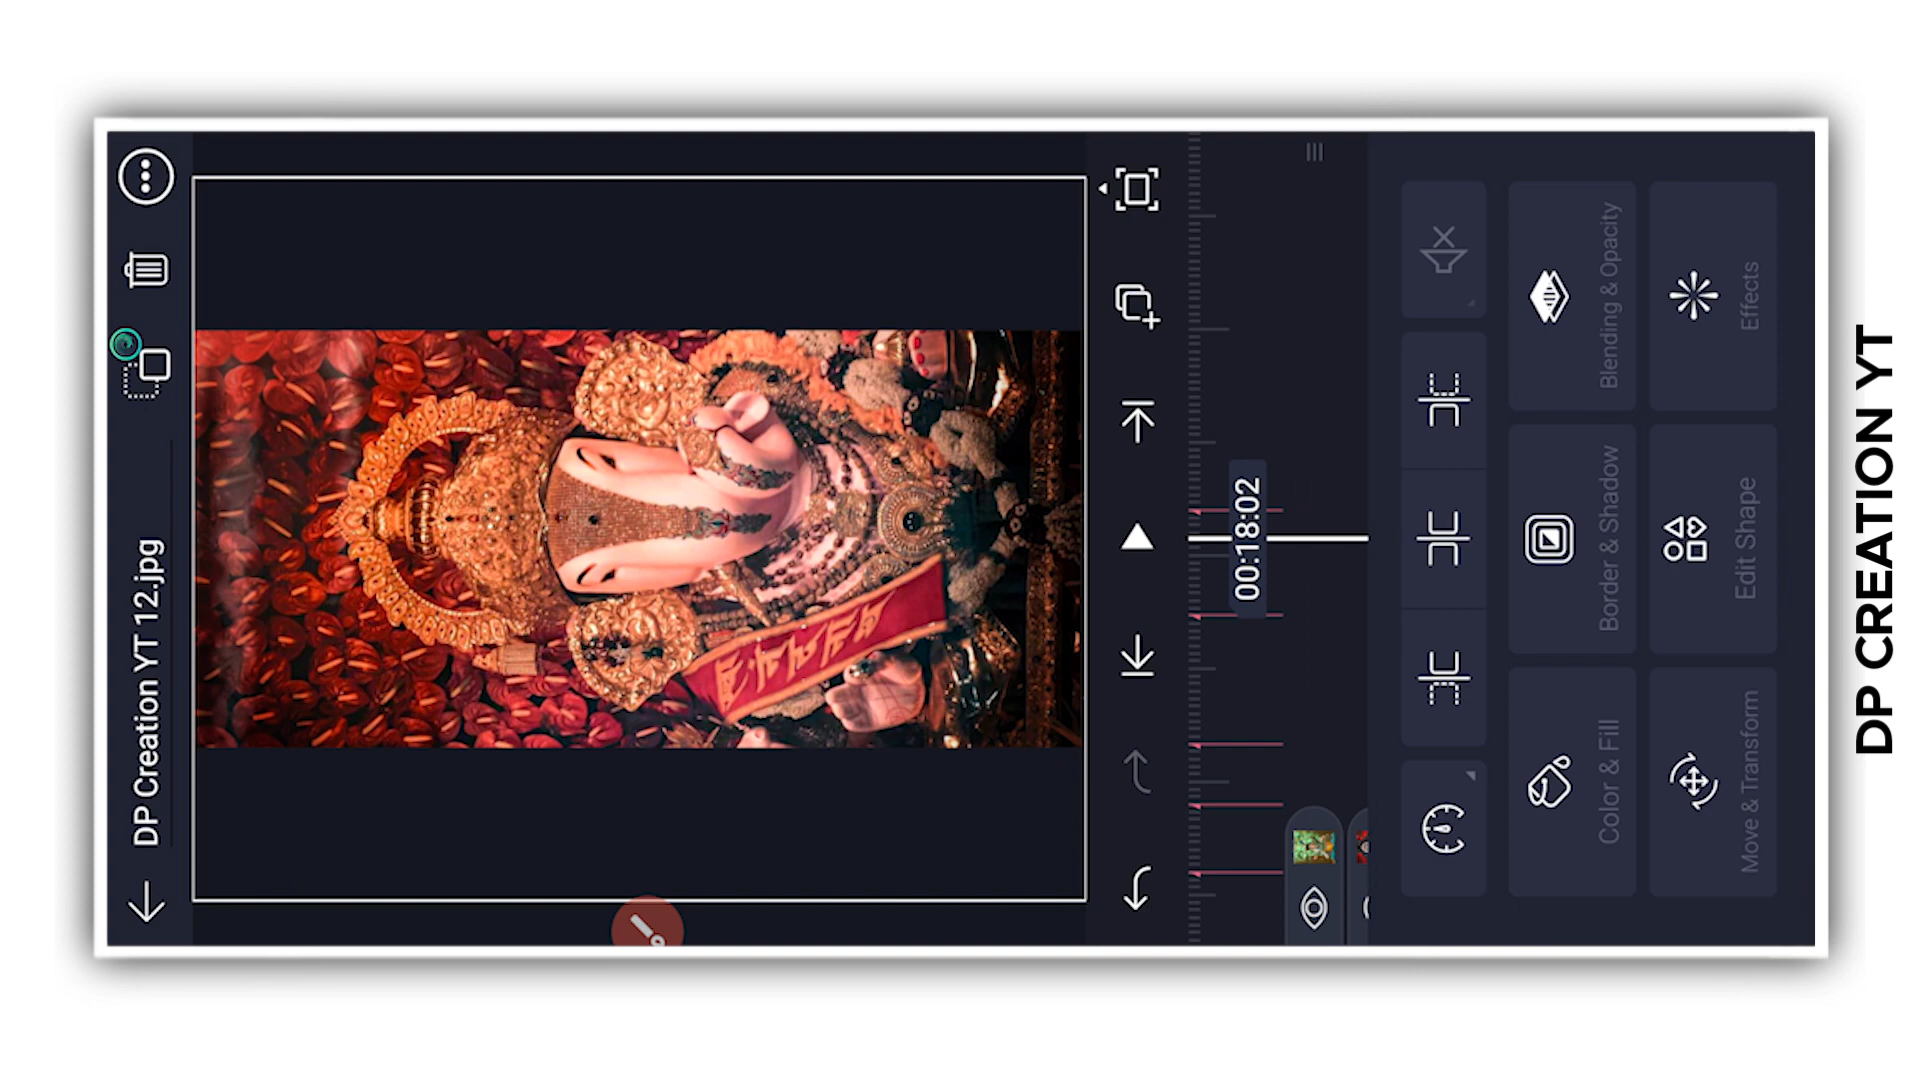 DP Creation YT 12.jpg
00:18:02
Color & Fill
Border & Shadow
Blending & Opacity
Move & Transform
Edit Shape
Effects
DP CREATION YT